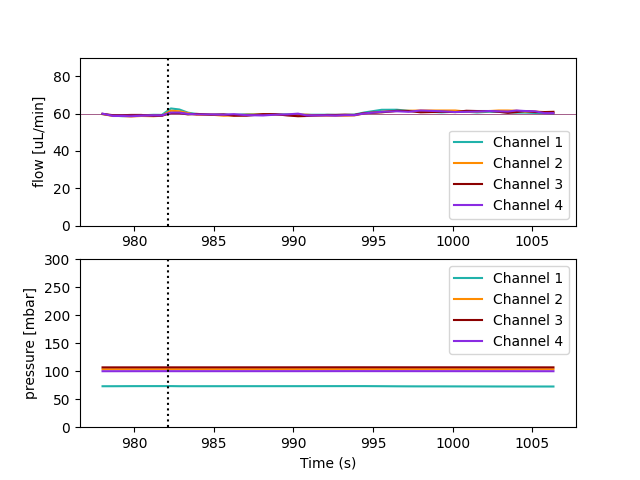 flow [uL/min]
80
60
40
20
0
Channel 1
Channel 2
Channel 3
Channel 4
980 985 990 995 1000 1005
pressure [mbar]
300
250
200
150
100
50
0
Channel 1
Channel 2
Channel 3
Channel 4
980 985 990 995 1000 1005
Time (s)